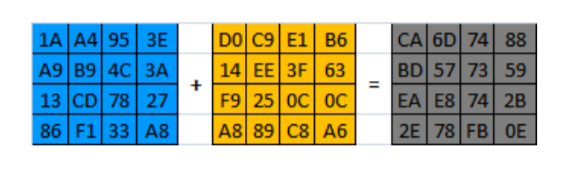 1A A4 95 3E D0 C9 E1 B6 CA 6D 74 88
A9 B9 4C 3A + 14 EE 3F 63 = BD 57 73 59
13 CD 78 27 F9 25 0C 0C EA E8 74 2B
86 F1 33 A8 A8 89 C8 A6 2E 78 FB 0E